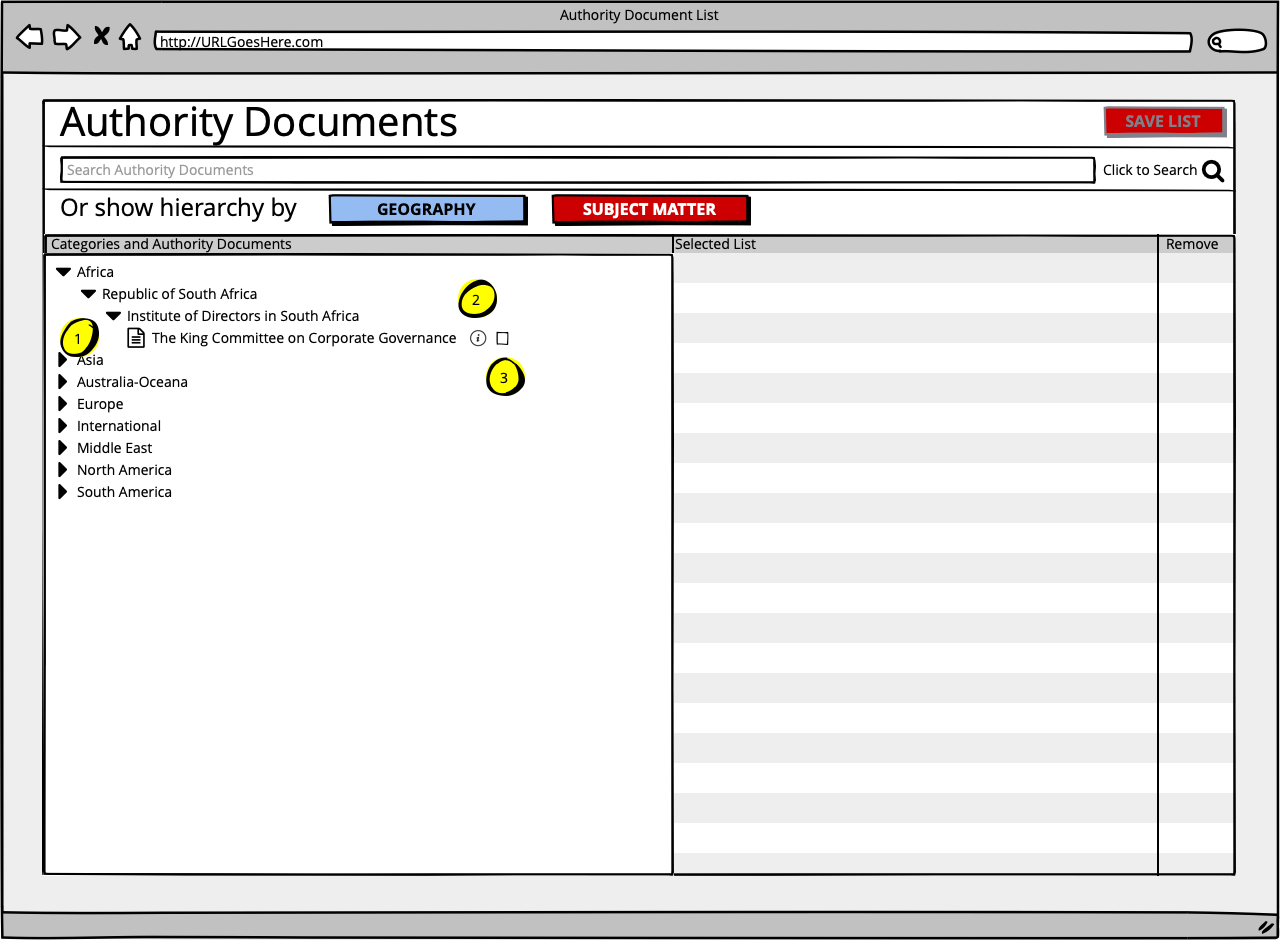 Authority Document List
http://URLGoesHere.com
Authority Documents
SAVE LIST
Search Authority Documents
Click to Search
Or show hierarchy by
GEOGRAPHY
SUBJECT MATTER
Categories and Authority Documents
Selected List
Remove
Africa
Republic of South Africa
2
Institute of Directors in South Africa
1
The King Committee on Corporate Governance
i
Asia
3
Australia-Oceana
Europe
International
Middle East
North America
South America